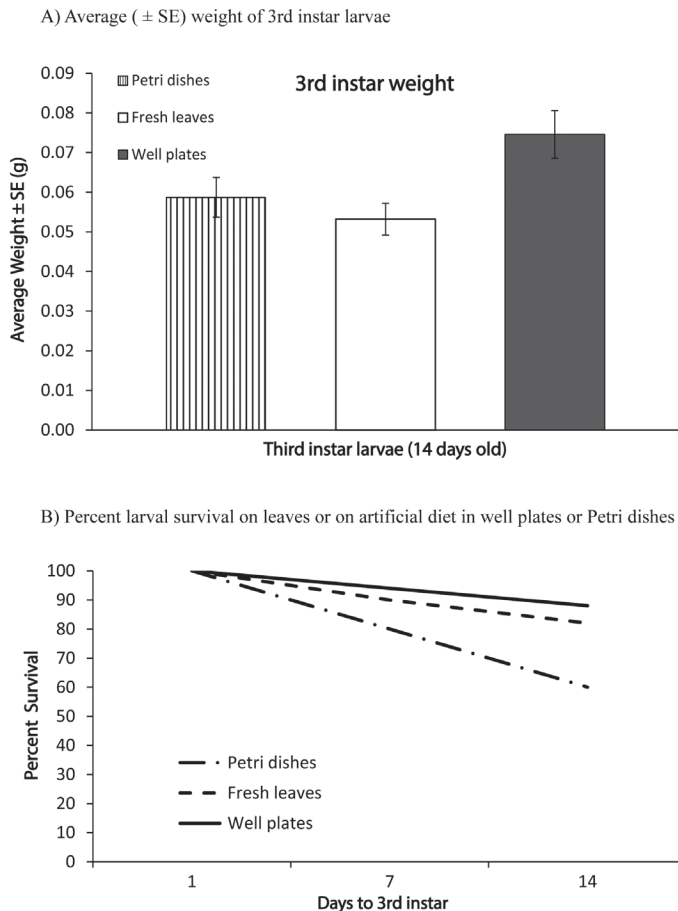 A) Average ( ± SE) weight of 3rd instar larvae
3rd instar weight
Petri dishes
Fresh leaves
Well plates
Average Weight ± SE (g)
0.09
0.08
0.07
0.06
0.05
0.04
0.03
0.02
0.01
0.00
Third instar larvae (14 days old)
B) Percent larval survival on leaves or on artificial diet in well plates or Petri dishes
Percent Survival
100
90
80
70
60
50
40
30
20
10
0
Petri dishes
Fresh leaves
Well plates
1 7 14
Days to 3rd instar